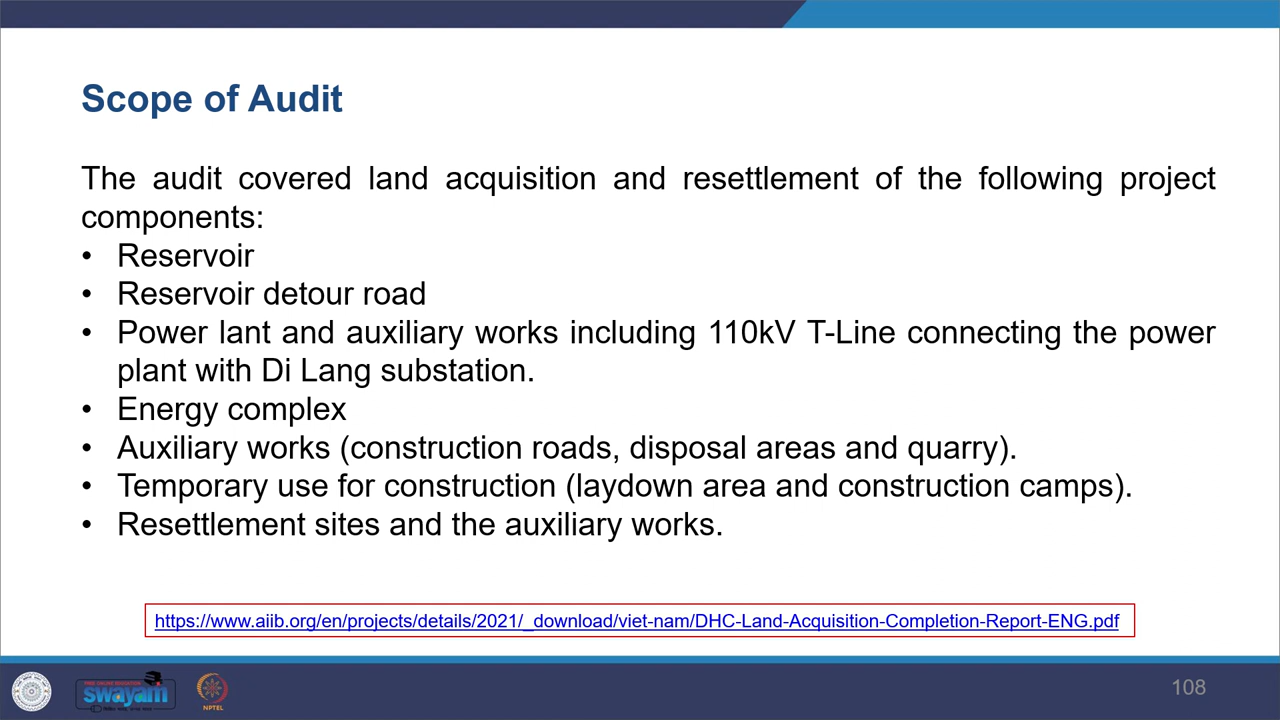 Scope of Audit
The audit covered land acquisition and resettlement of the following project
components:
• Reservoir
• Reservoir detour road
• Power lant and auxiliary works including 110kV T-Line connecting the power
plant with Di Lang substation.
• Energy complex
• Auxiliary works (construction roads, disposal areas and quarry).
• Temporary use for construction (laydown area and construction camps).
• Resettlement sites and the auxiliary works.
https://www.aiib.org/en/projects/details/2021/_download/viet-nam/DHC-Land-Acquisition-Completion-Report-ENG.pdf
swayam
NPTEL
108